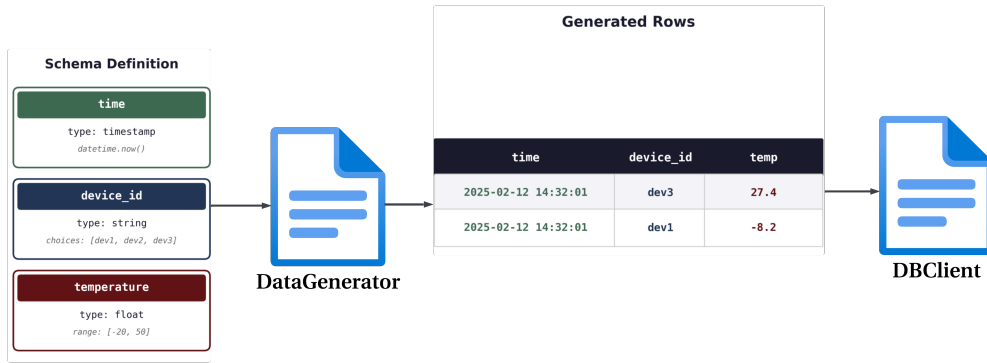 Schema Definition
time
type: timestamp
datetime.now()
device_id
type: string
choices: [dev1, dev2, dev3]
temperature
type: float
range: [-20, 50]
DataGenerator
Generated Rows
time device_id temp
2025-02-12 14:32:01 dev3 27.4
2025-02-12 14:32:01 dev1 -8.2
DBClient